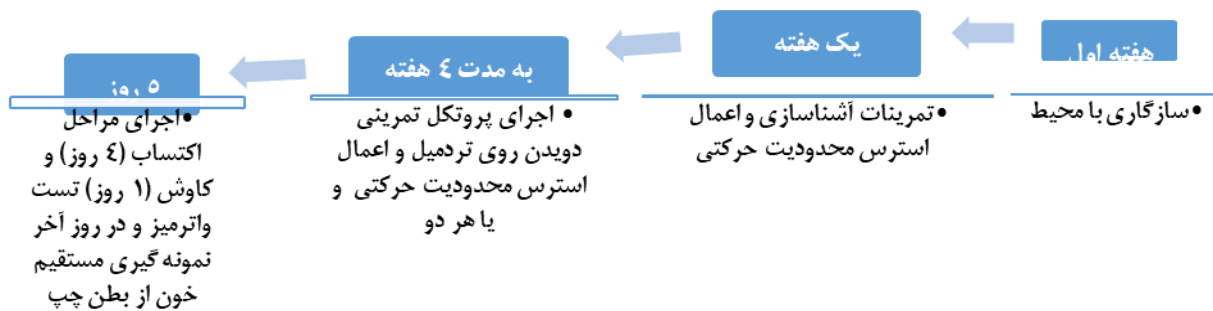 هفته اول
•سازگاری با محیط
یک هفته
•تمرینات آشناسازی و اعمال
استرس محدودیت حرکتی
به مدت ٤ هفته
• اجرای پروتکل تمرینی
دویدن روی تردمیل و اعمال
استرس محدودیت حرکتی و
یا هر دو
٥ روز
•اجرای مراحل
اکتساب (٤ روز) و
کاوش (١ روز) تست
واترمیز و در روز آخر
نمونه گیری مستقیم
خون از بطن چپ